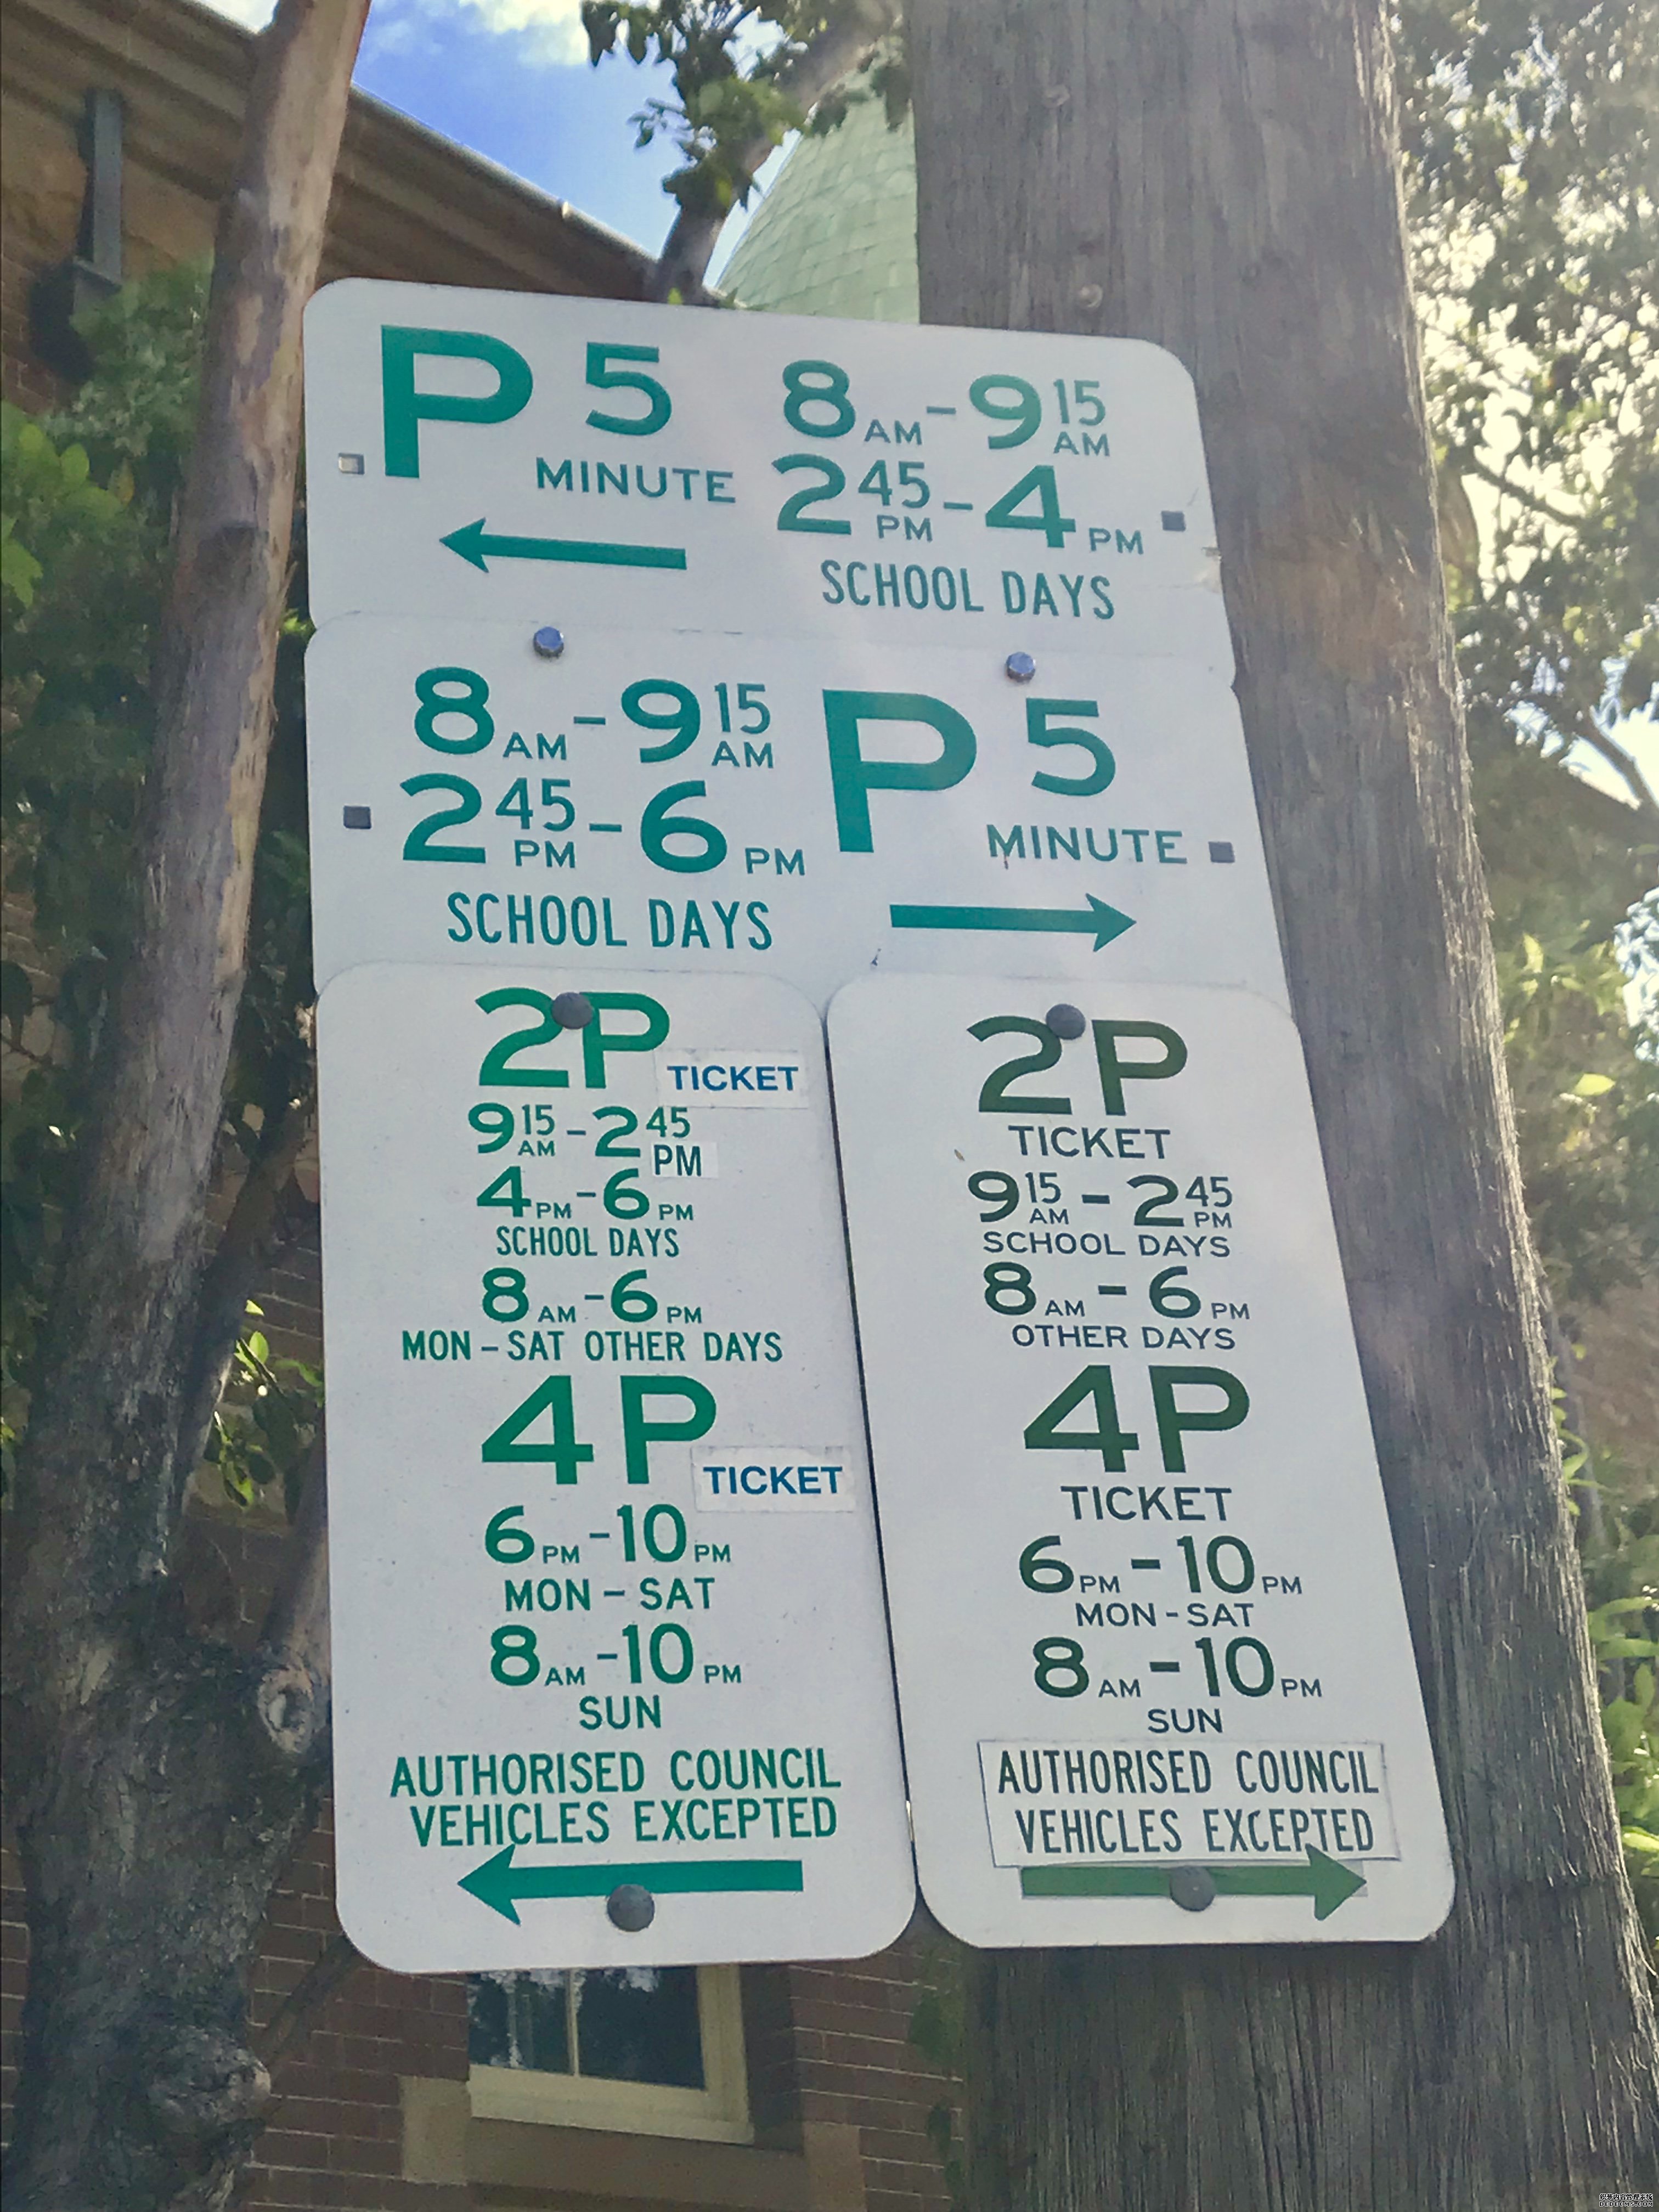 P 5 MINUTE
8AM - 9 15 AM
2 45 PM - 4 PM
SCHOOL DAYS
8AM - 9 15 AM
2 45 PM - 6 PM
SCHOOL DAYS
P 5 MINUTE
2P TICKET
9 15 AM - 2 45 PM
4 PM - 6 PM
SCHOOL DAYS
8 AM - 6 PM
MON - SAT OTHER DAYS
4P TICKET
6 PM - 10 PM
MON - SAT
8 AM - 10 PM
SUN
AUTHORISED COUNCIL
VEHICLES EXCEPTED
2P
TICKET
9 15 AM - 2 45 PM
SCHOOL DAYS
8 AM - 6 PM
OTHER DAYS
4P
TICKET
6 PM - 10 PM
MON - SAT
8 AM - 10 PM
SUN
AUTHORISED COUNCIL
VEHICLES EXCEPTED